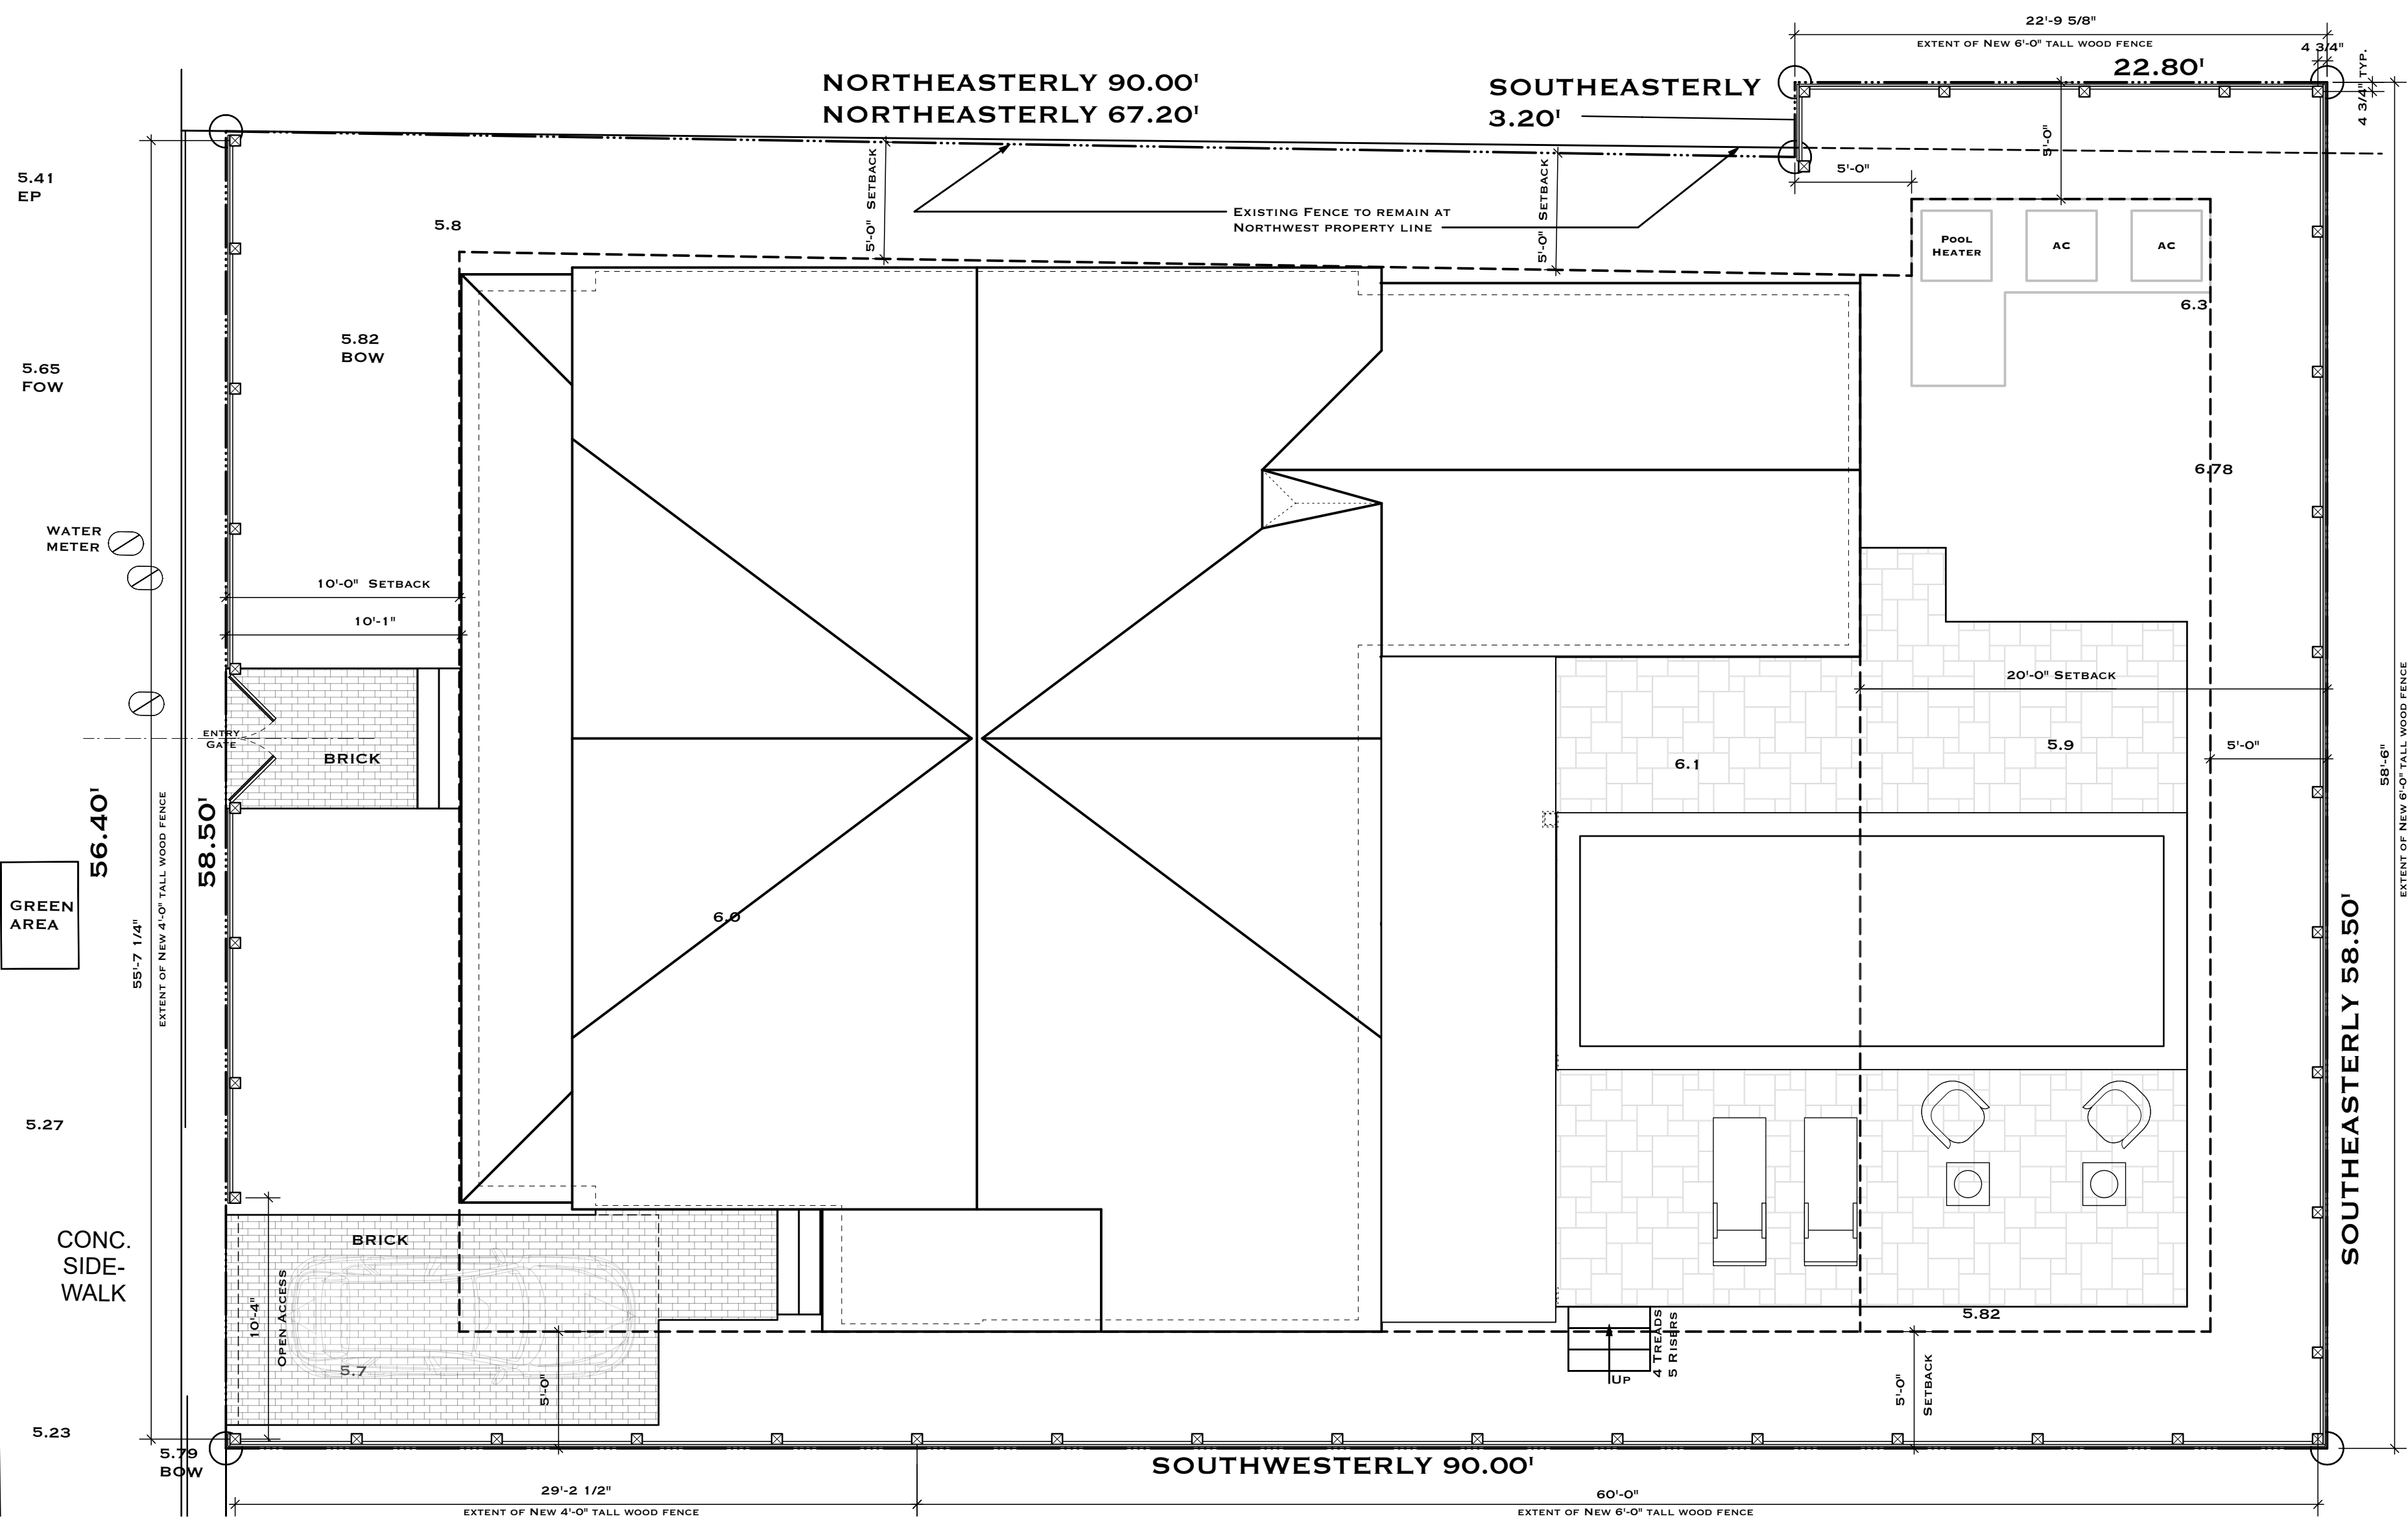 22'-9 5/8"
EXTENT OF NEW 6'-0" TALL WOOD FENCE
4 3/4"
22.80'
4 3/4" TYP.
NORTHEASTERLY 90.00'
NORTHEASTERLY 67.20'
SOUTHEASTERLY
3.20'
5'-0"
5'-0"
5'-0" SETBACK
5'-0" SETBACK
EXISTING FENCE TO REMAIN AT
NORTHWEST PROPERTY LINE
5.41
EP
5.8
POOL
HEATER
AC
AC
6.3
5.82
BOW
5.65
FOW
6.78
WATER
METER
10'-0" SETBACK
10'-1"
20'-0" SETBACK
ENTRY
GATE
BRICK
5.9
6.1
5'-0"
58'-6"
EXTENT OF NEW 6'-0" TALL WOOD FENCE
56.40'
58.50'
55'-7 1/4"
EXTENT OF NEW 4'-0" TALL WOOD FENCE
GREEN
AREA
6.0
SOUTHEASTERLY 58.50'
5.27
CONC.
SIDE-
WALK
BRICK
10'-4"
OPEN ACCESS
5.7
5'-0"
5.82
4 TREADS
5 RISERS
UP
5'-0"
SETBACK
5.23
5.79
BOW
SOUTHWESTERLY 90.00'
29'-2 1/2"
EXTENT OF NEW 4'-0" TALL WOOD FENCE
60'-0"
EXTENT OF NEW 6'-0" TALL WOOD FENCE